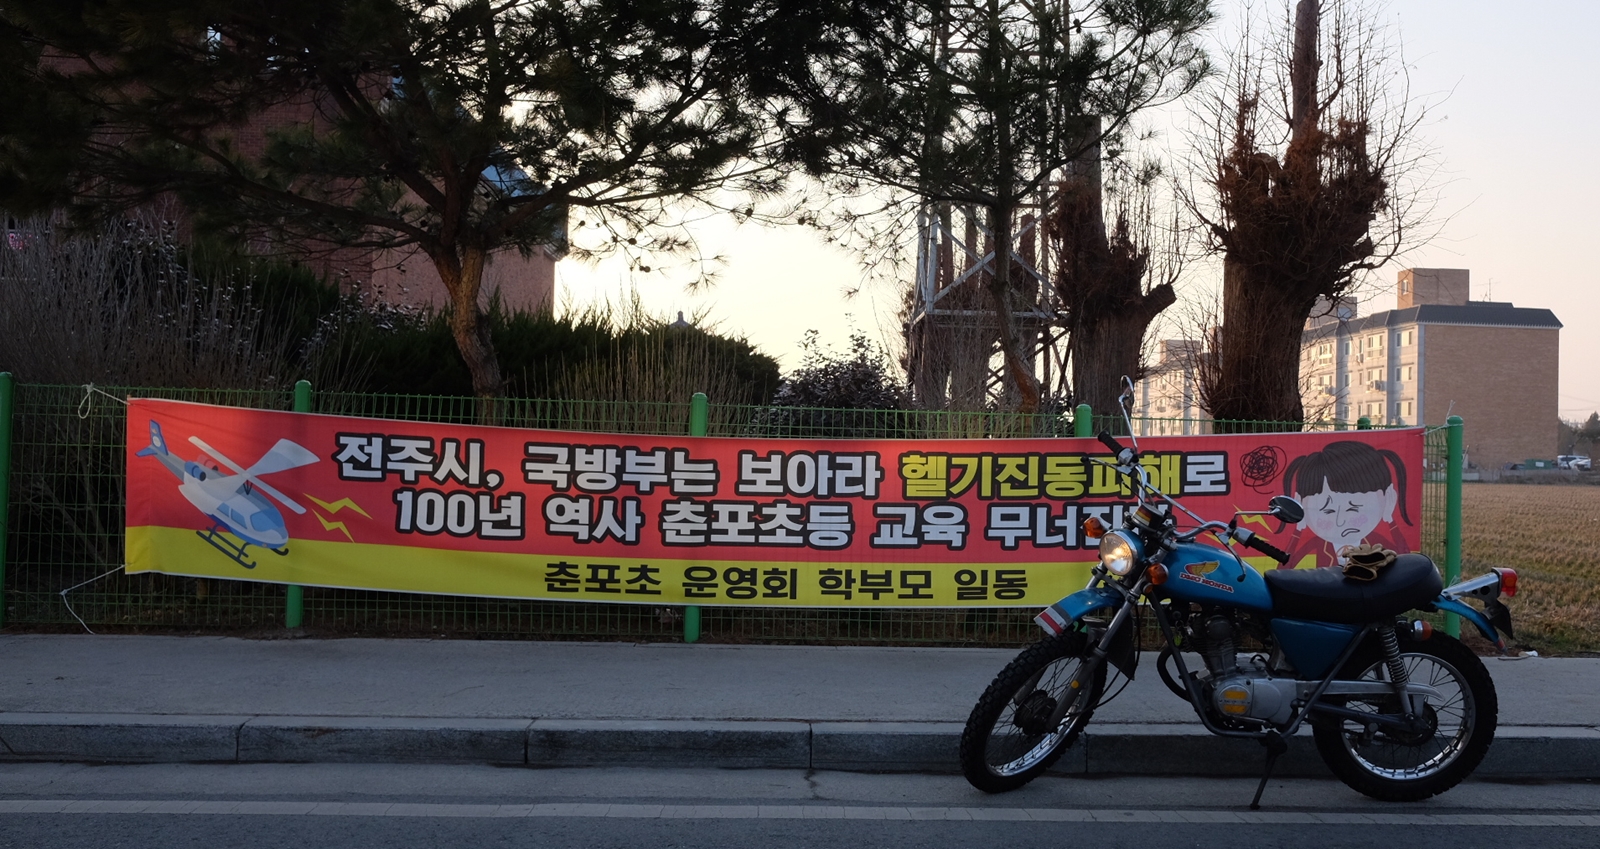 전주시, 국방부는 보아라 헬기진동피해로
100년 역사 춘포초등 교육
춘포초 운영회 학부모 일동
HONDA